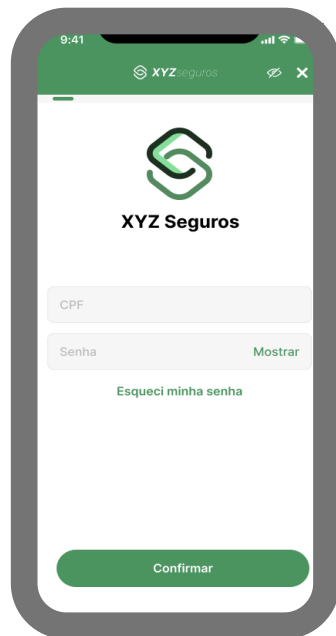 9:41
XYZseguros
XYZ Seguros
CPF
Senha Mostrar
Esqueci minha senha
Confirmar